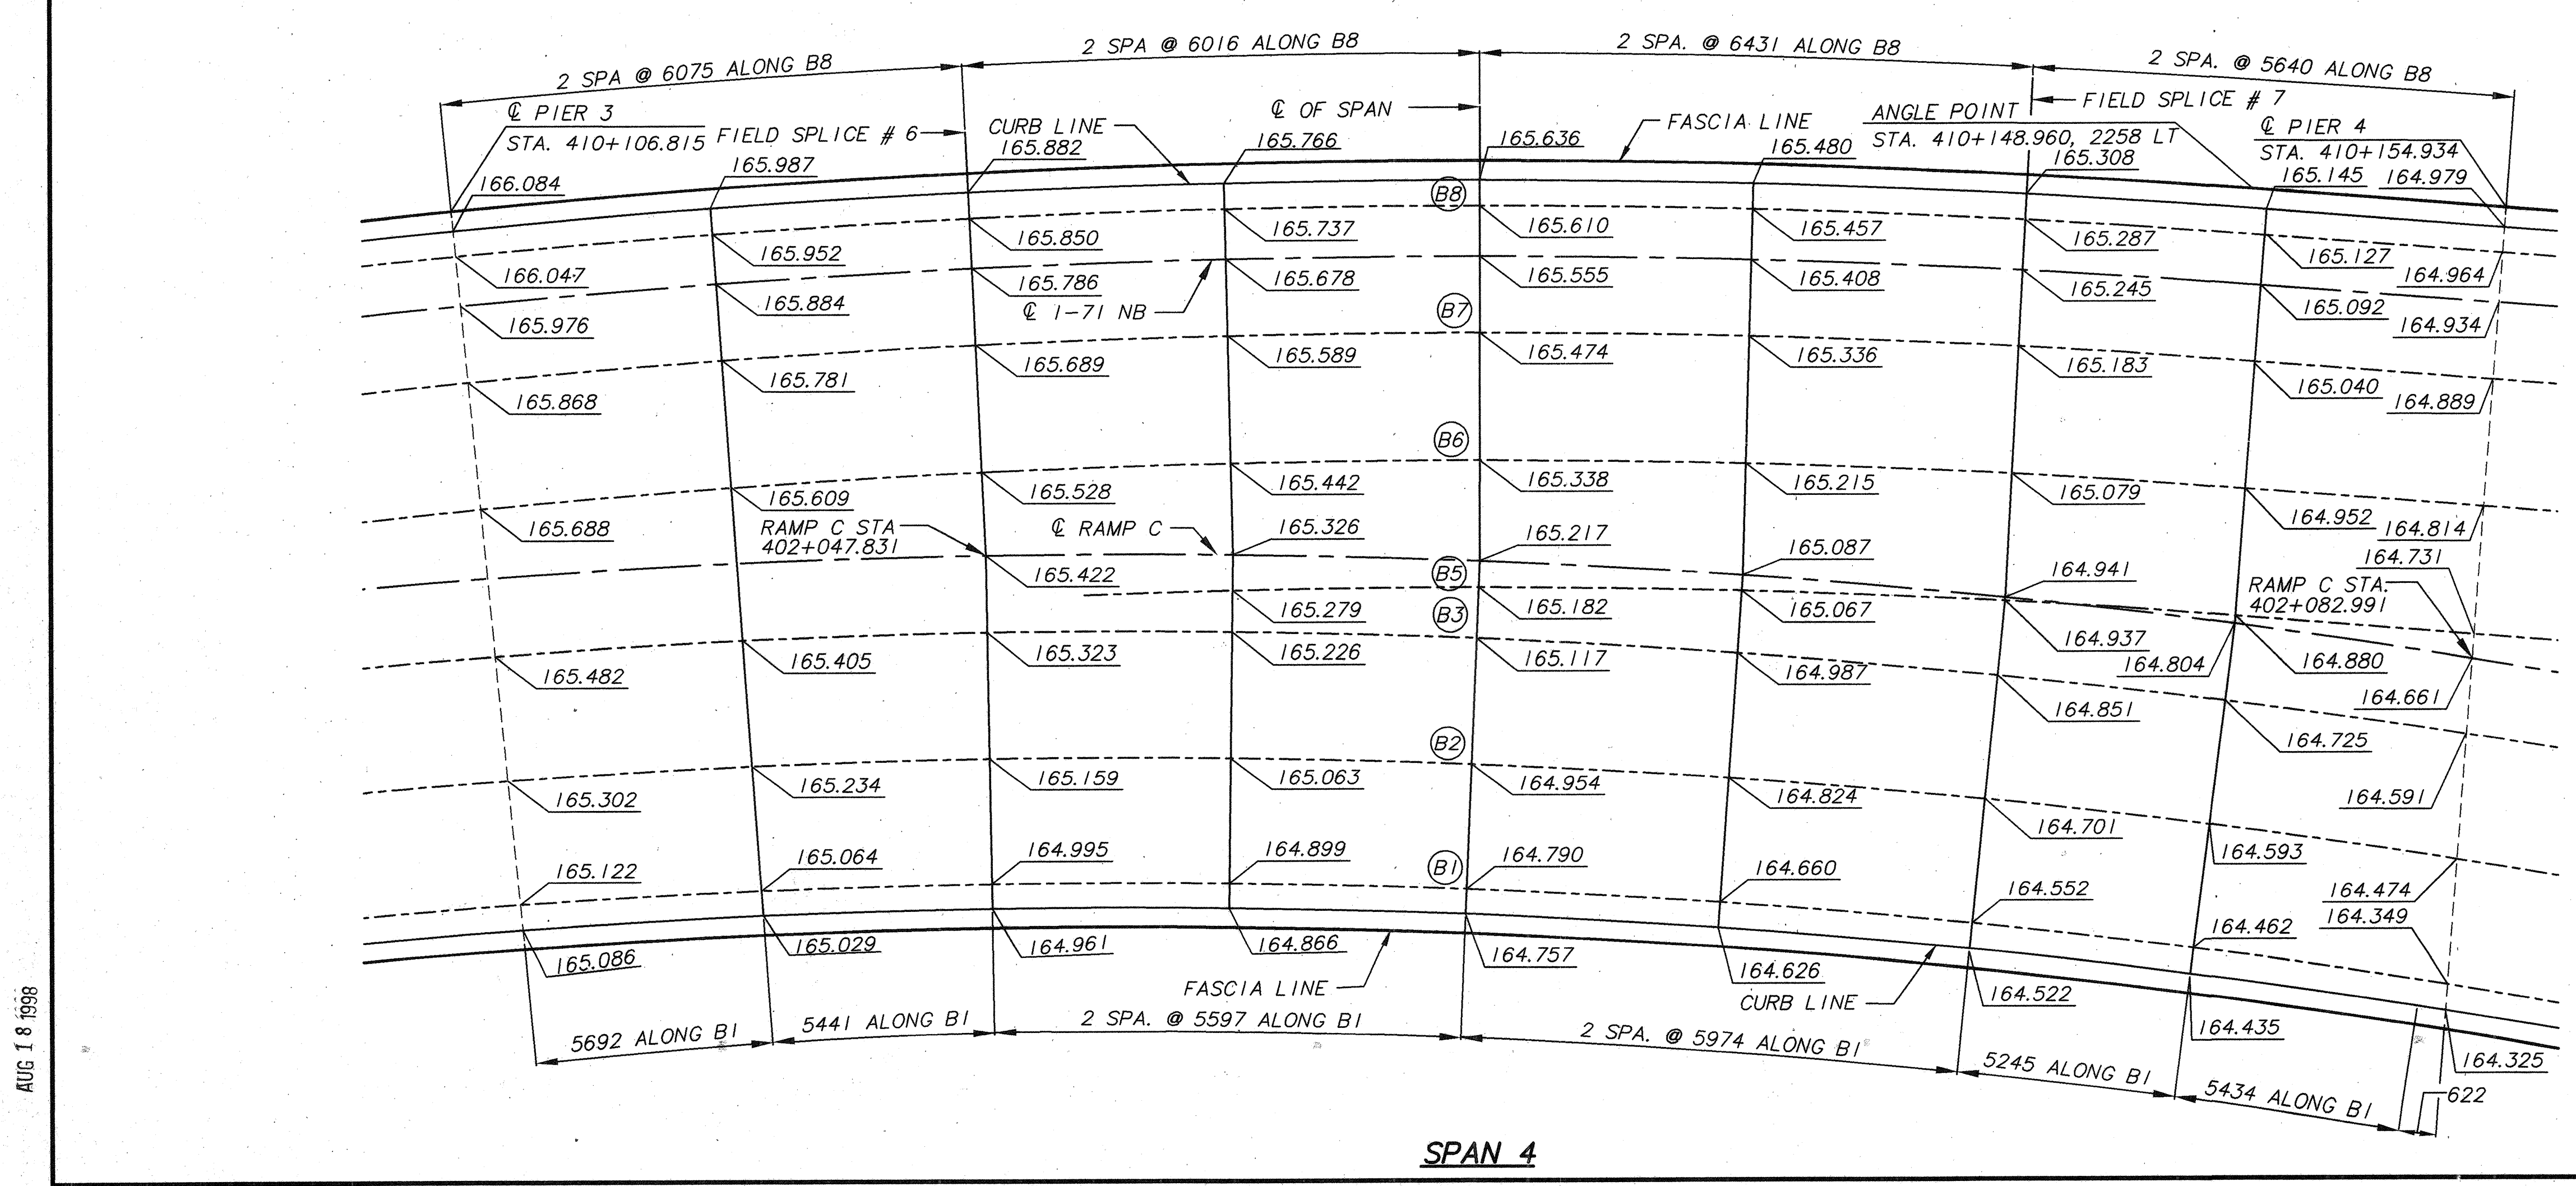 2 SPA @ 6075 ALONG B8
2 SPA @ 6016 ALONG B8
2 SPA. @ 6431 ALONG B8
2 SPA. @ 5640 ALONG B8
℄ PIER 3
STA. 410+106.815
FIELD SPLICE # 6
CURB LINE
℄ OF SPAN
FASCIA LINE
ANGLE POINT
STA. 410+148.960, 2258 LT
FIELD SPLICE # 7
℄ PIER 4
STA. 410+154.934
166.084
165.987
165.882
165.766
165.636
165.480
165.308
165.145
164.979
B8
166.047
165.952
165.850
165.737
165.610
165.457
165.287
165.127
164.964
℄ I-71 NB
165.976
165.884
165.786
165.678
165.555
165.408
165.245
165.092
164.934
B7
165.868
165.781
165.689
165.589
165.474
165.336
165.183
165.040
164.889
B6
165.688
165.609
165.528
165.442
165.338
165.215
165.079
164.952
164.814
RAMP C STA
402+047.831
℄ RAMP C
165.422
165.326
165.217
165.087
164.941
164.804
164.661
RAMP C STA.
402+082.991
B5
165.279
165.182
165.067
164.937
164.880
164.731
B3
165.482
165.405
165.323
165.226
165.117
164.987
164.851
164.725
164.591
B2
165.302
165.234
165.159
165.063
164.954
164.824
164.701
164.593
164.474
B1
165.122
165.064
164.995
164.899
164.790
164.660
164.552
164.462
164.349
165.086
165.029
164.961
164.866
164.757
164.626
164.522
164.435
164.325
FASCIA LINE
CURB LINE
5692 ALONG B1
5441 ALONG B1
2 SPA. @ 5597 ALONG B1
2 SPA. @ 5974 ALONG B1
5245 ALONG B1
5434 ALONG B1
622
SPAN 4
AUG 18 1998